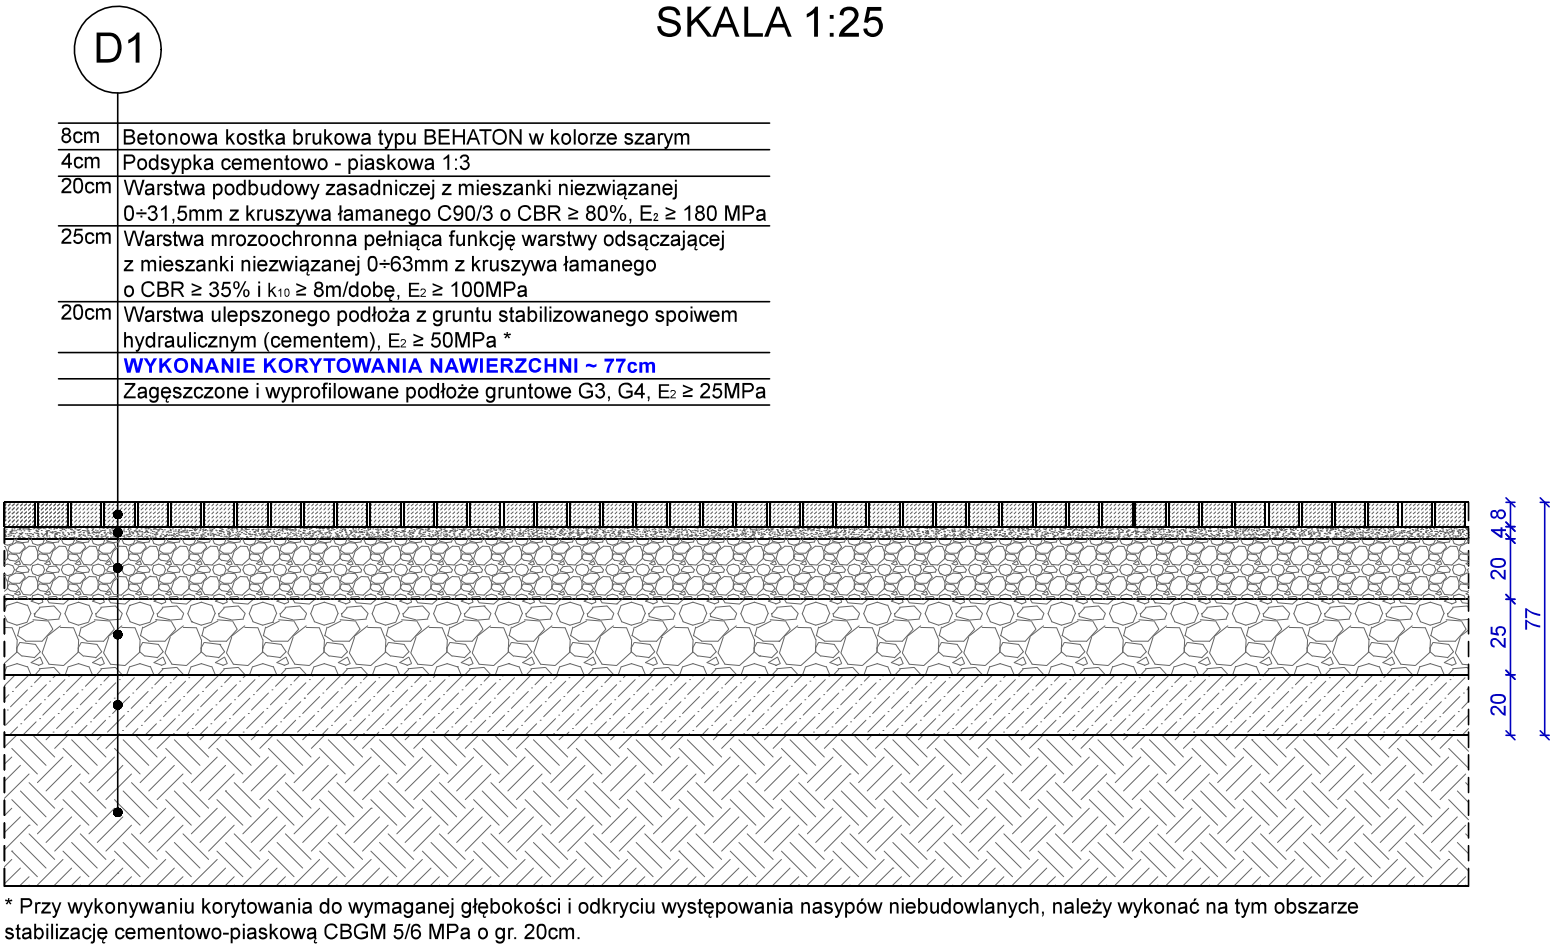 SKALA 1:25
D1
8cm Betonowa kostka brukowa typu BEHATON w kolorze szarym
4cm Podsypka cementowo - piaskowa 1:3
20cm Warstwa podbudowy zasadniczej z mieszanki niezwiązanej
0÷31,5mm z kruszywa łamanego C90/3 o CBR ≥ 80%, E₂ ≥ 180 MPa
25cm Warstwa mrozoochronna pełniąca funkcję warstwy odsączającej
z mieszanki niezwiązanej 0÷63mm z kruszywa łamanego
o CBR ≥ 35% i k₁₀ ≥ 8m/dobę, E₂ ≥ 100MPa
20cm Warstwa ulepszonego podłoża z gruntu stabilizowanego spoiwem
hydraulicznym (cementem), E₂ ≥ 50MPa *
WYKONANIE KORYTOWANIA NAWIERZCHNI ~ 77cm
Zagęszczone i wyprofilowane podłoże gruntowe G3, G4, E₂ ≥ 25MPa
8
4
20
25
20
77
* Przy wykonywaniu korytowania do wymaganej głębokości i odkryciu występowania nasypów niebudowlanych, należy wykonać na tym obszarze
stabilizację cementowo-piaskową CBGM 5/6 MPa o gr. 20cm.